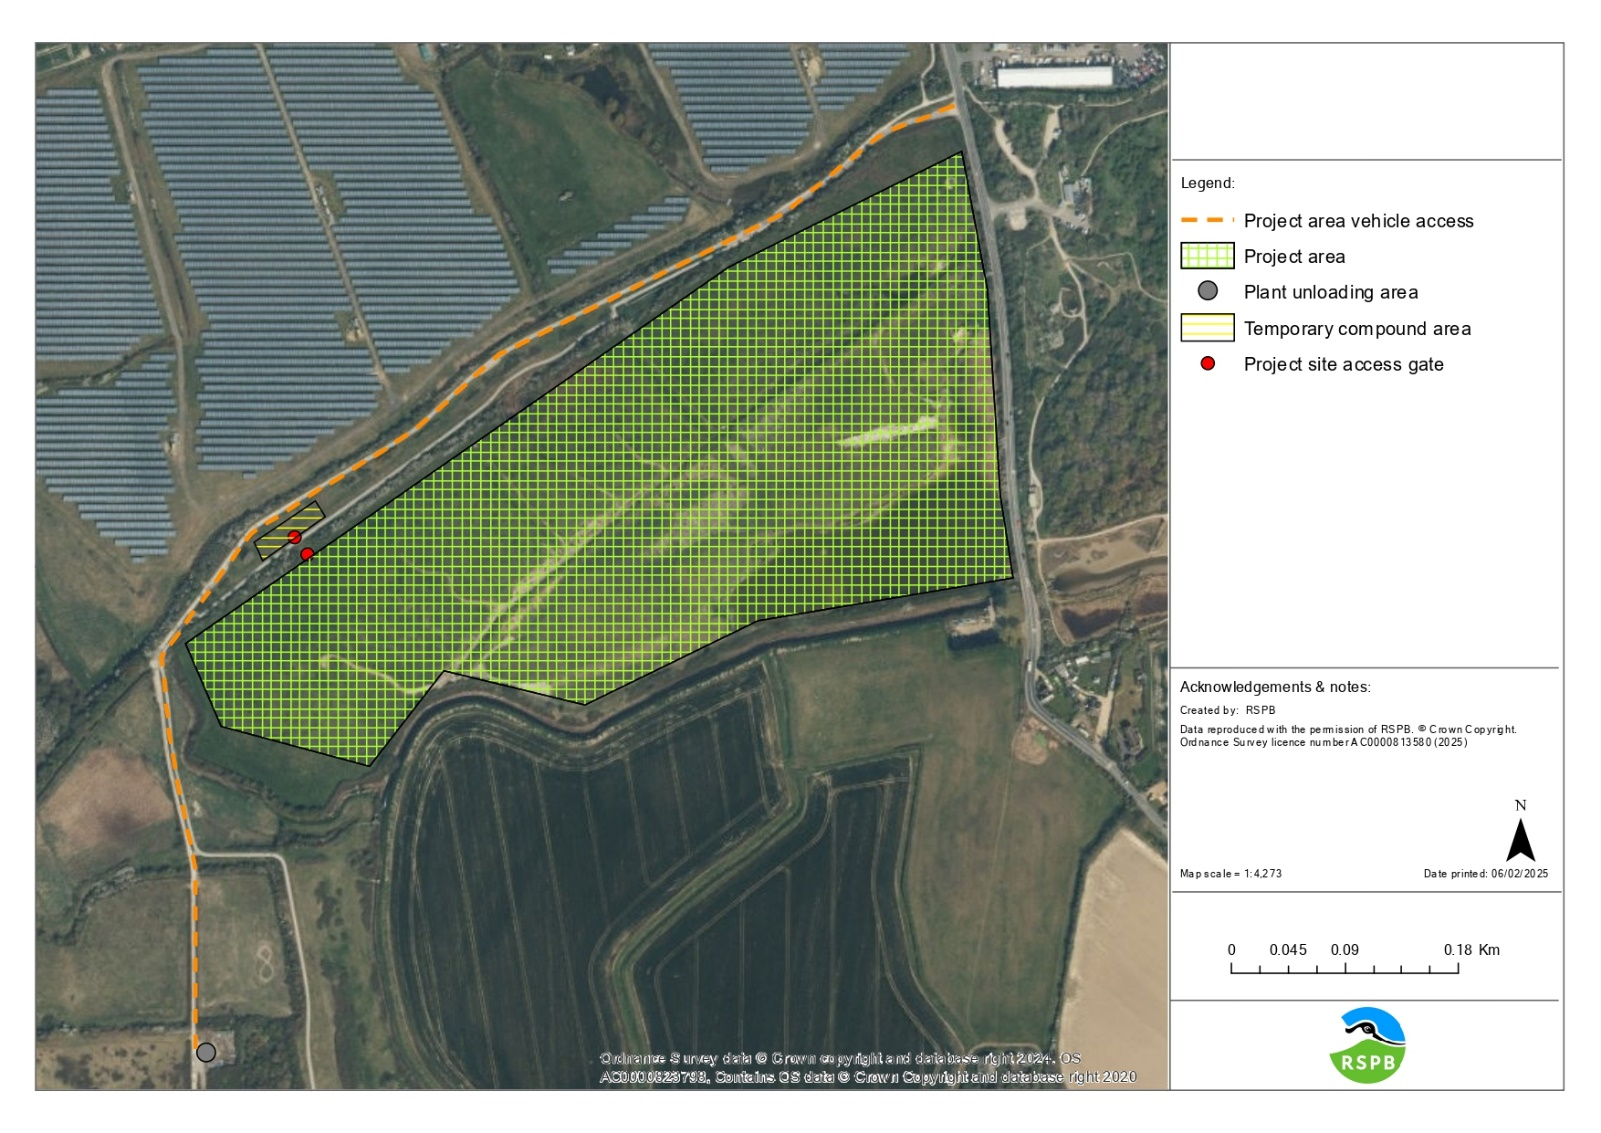 Legend:
Project area vehicle access
Project area
Plant unloading area
Temporary compound area
Project site access gate
Acknowledgements & notes:
Created by: RSPB
Data reproduced with the permission of RSPB. © Crown Copyright.
Ordnance Survey licence number AC0000813580 (2025)
N
Map scale = 1:4,273
Date printed: 06/02/2025
0 0.045 0.09 0.18 Km
RSPB
Ordnance Survey data © Crown copyright and database right 2024. OS
AC0000823793, Contains OS data © Crown Copyright and database right 2020